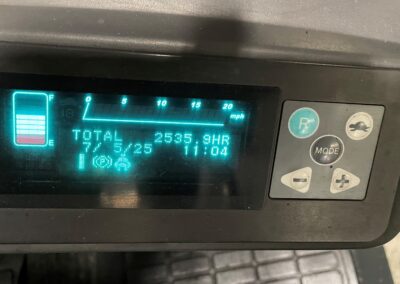 F
0 5 10 15 20
mph
E
TOTAL 2535.9HR
7/ 5/25 11:04
P
MODE
- +